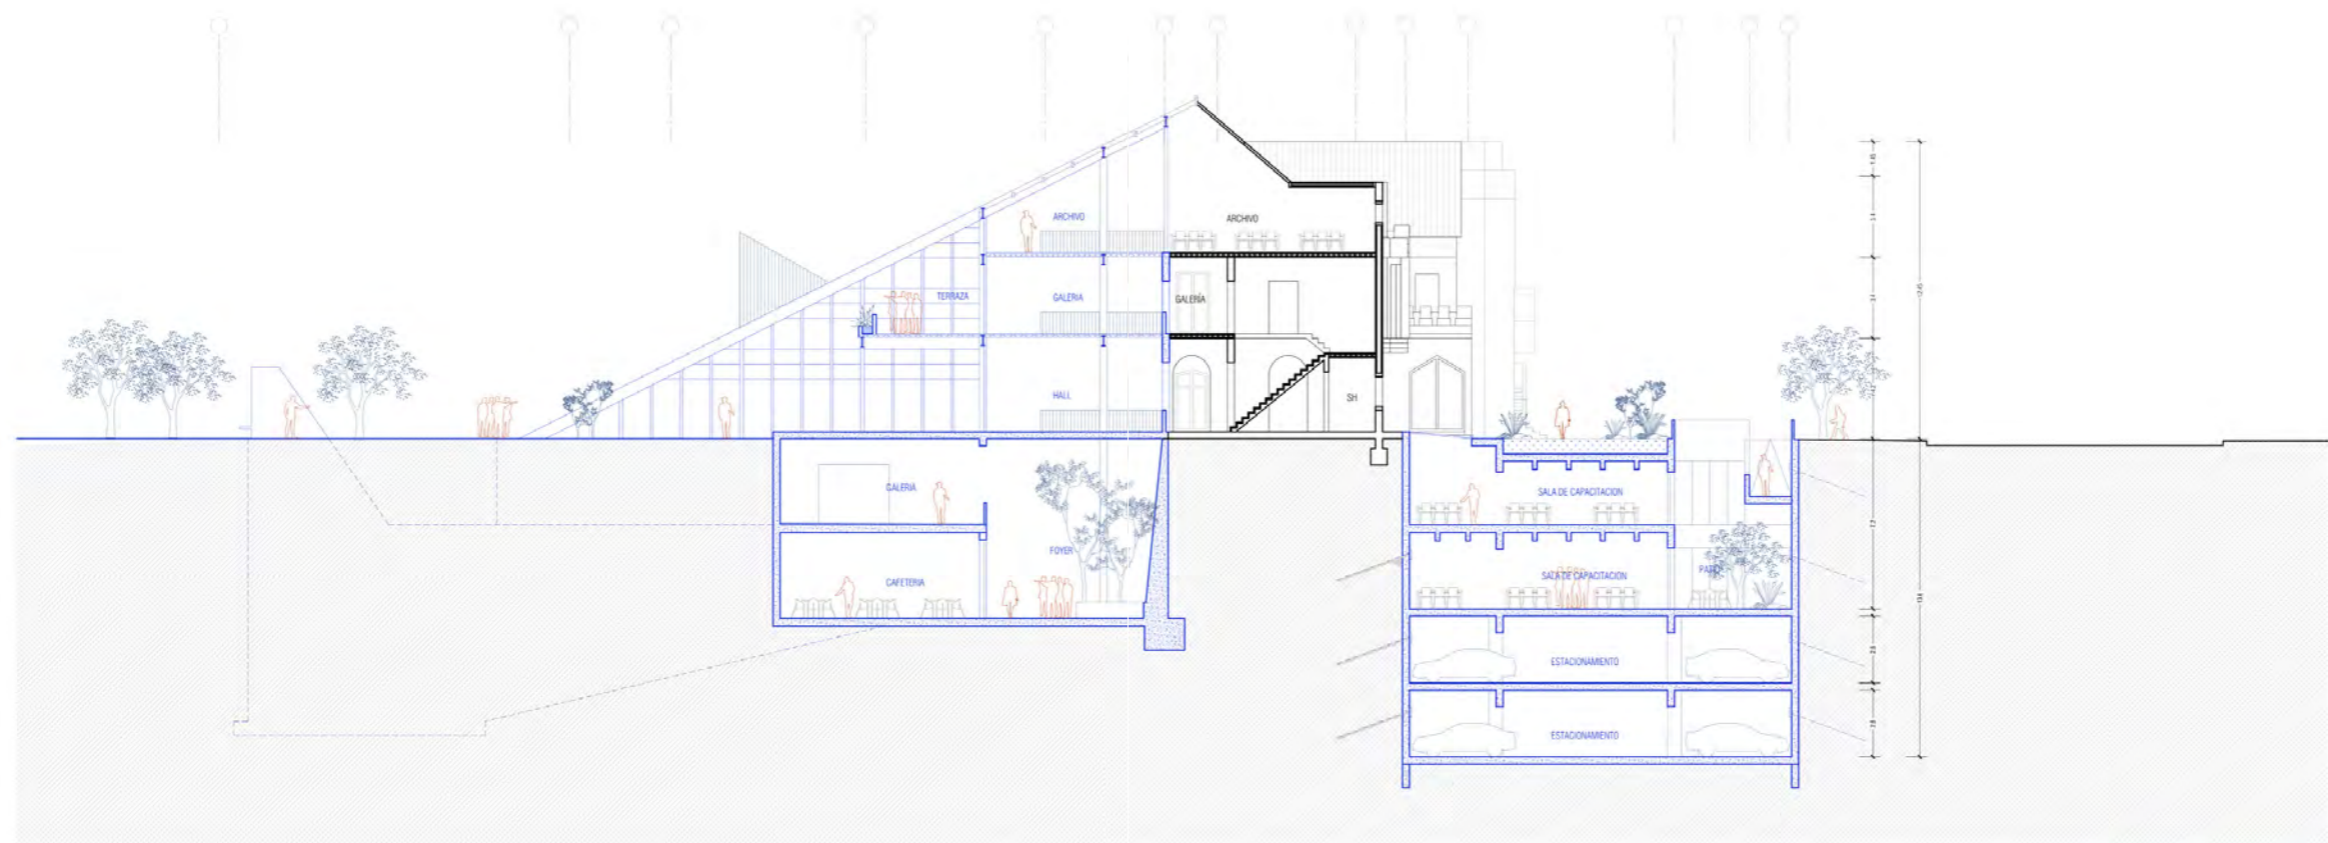 ARCHIVO
ARCHIVO
TERRAZA
GALERIA
GALERÍA
HALL
SH
GALERIA
SALA DE CAPACITACION
FOYER
CAFETERIA
SALA DE CAPACITACION
PATIO
ESTACIONAMIENTO
ESTACIONAMIENTO